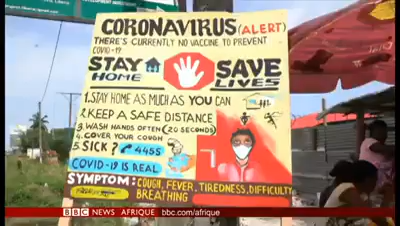 CORONAVIRUS (ALERT)
THERE'S CURRENTLY NO VACCINE TO PREVENT
COVID-19
STAY HOME
SAVE LIVES
1. STAY HOME AS MUCH AS YOU CAN
2. KEEP A SAFE DISTANCE
3. WASH HANDS OFTEN (20 SECONDS)
4. COVER YOUR COUGH
5. SICK? 4455
COVID-19 IS REAL
SYMPTOM: COUGH, FEVER, TIREDNESS, DIFFICULTY
BREATHING
BBC NEWS AFRIQUE bbc.com/afrique